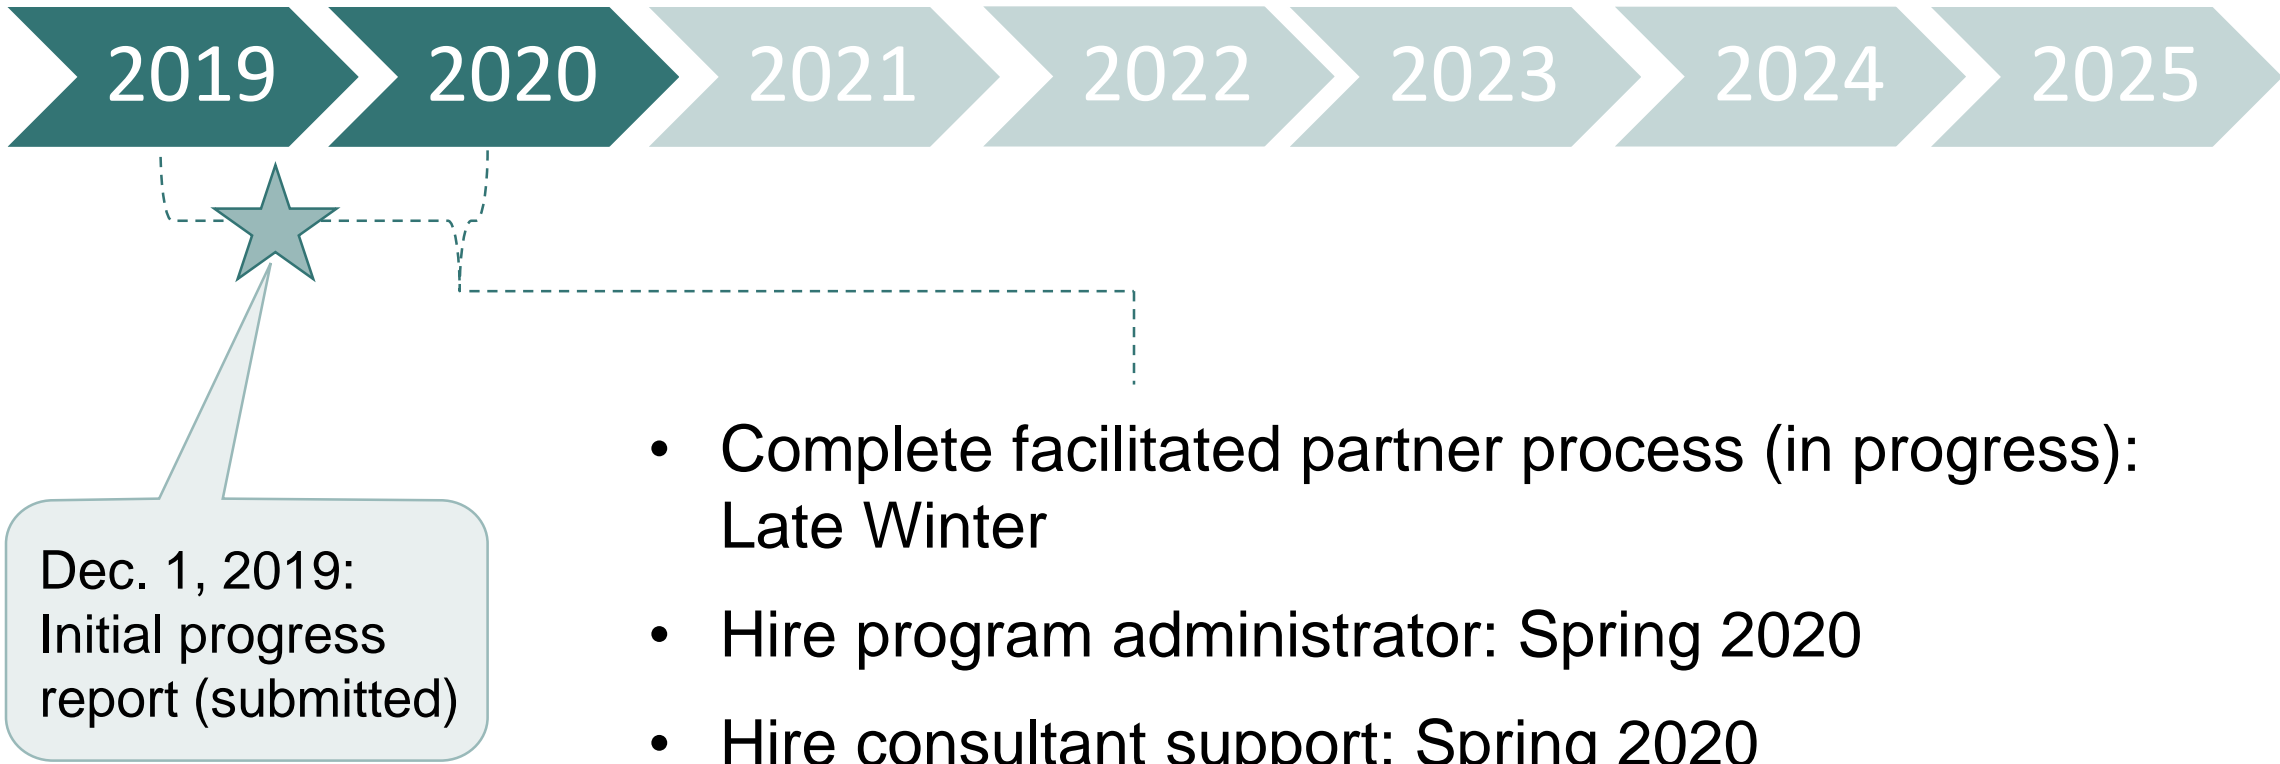 2019 2020 2021 2022 2023 2024 2025
Dec. 1, 2019:
Initial progress
report (submitted)
• Complete facilitated partner process (in progress):
Late Winter
• Hire program administrator: Spring 2020
• Hire consultant support: Spring 2020